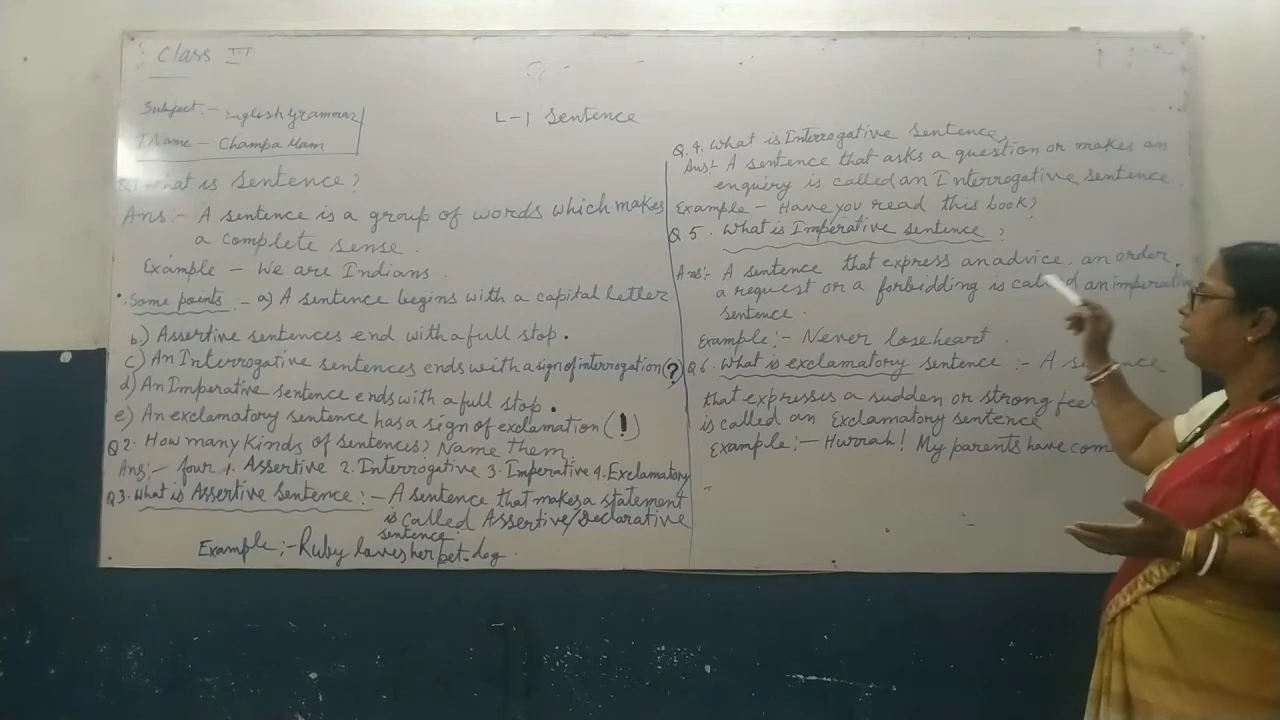 Class III
Subject:- English Grammar
T Name - Champa Mam
L-1 Sentence
Q1 What is Sentence?
Ans:- A sentence is a group of words which makes
a complete sense.
Example - We are Indians.
Some points:- a) A sentence begins with a capital letter
b) Assertive sentences end with a full stop.
c) An Interrogative sentences ends with a sign of interrogation (?)
d) An Imperative sentence ends with a full stop.
e) An exclamatory sentence has a sign of exclamation (!)
Q2. How many kinds of sentences? Name them.
Ans:- four 1. Assertive 2. Interrogative 3. Imperative 4. Exclamatory
Q3. What is Assertive Sentence:- A sentence that makes a statement
is called Assertive/Declarative
sentence.
Example:- Ruby loves her pet dog.
Q.4. What is Interrogative Sentence,
Ans:- A sentence that asks a question or makes an
enquiry is called an Interrogative sentence.
Example - Have you read this book?
Q5. What is Imperative sentence?
Ans:- A sentence that express an advice, an order,
a request or a forbidding is called an imperative
sentence.
Example:- Never lose heart.
Q6. What is exclamatory sentence:- A sentence
that expresses a sudden or strong fee
is called an Exclamatory sentence
Example:- Hurrah! My parents have com